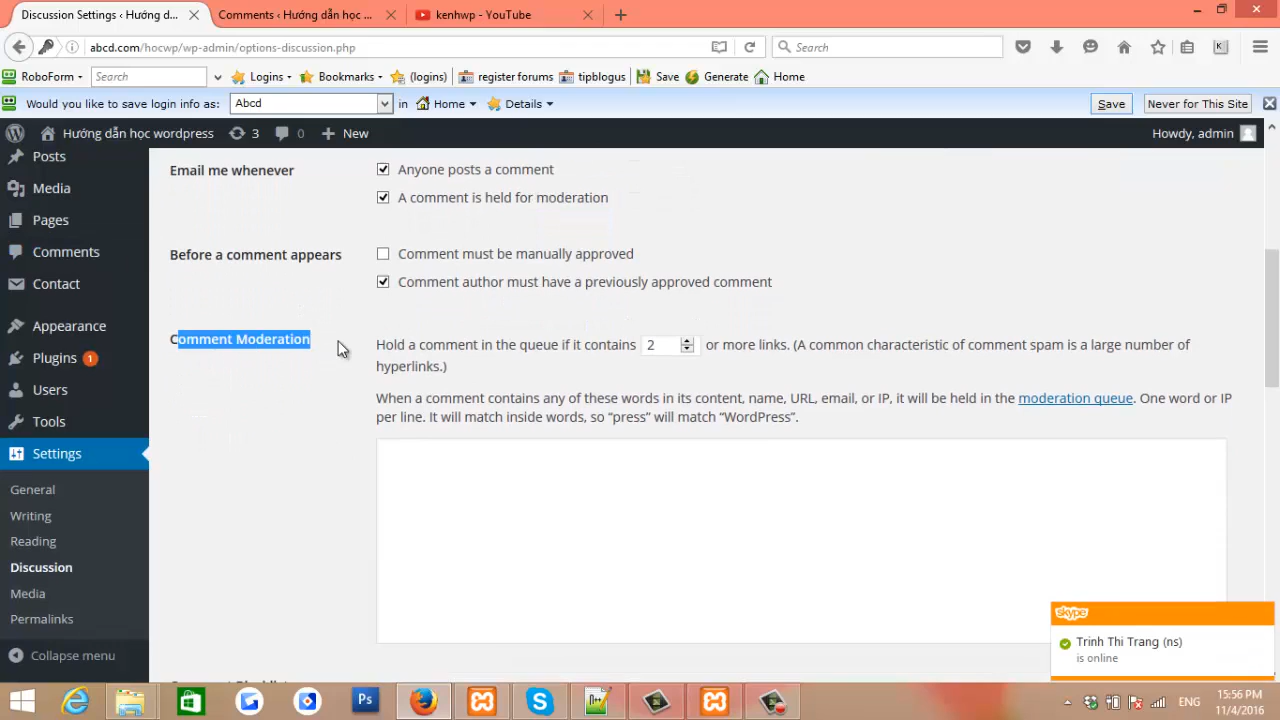 Discussion Settings ‹ Hướng d...
Comments ‹ Hướng dẫn học ...
kenhwp - YouTube
abcd.com/hocwp/wp-admin/options-discussion.php
Search
RoboForm
Search
Logins
Bookmarks
(logins)
register forums
tipblogus
Save
Generate
Home
Would you like to save login info as:
Abcd
in
Home
Details
Save
Never for This Site
Hướng dẫn học wordpress
3
0
New
Howdy, admin
Posts
Media
Pages
Comments
Contact
Appearance
Plugins 1
Users
Tools
Settings
General
Writing
Reading
Discussion
Media
Permalinks
Collapse menu
Email me whenever
Anyone posts a comment
A comment is held for moderation
Before a comment appears
Comment must be manually approved
Comment author must have a previously approved comment
Comment Moderation
Hold a comment in the queue if it contains 2 or more links. (A common characteristic of comment spam is a large number of
hyperlinks.)
When a comment contains any of these words in its content, name, URL, email, or IP, it will be held in the moderation queue. One word or IP
per line. It will match inside words, so “press” will match “WordPress”.
skype
Trinh Thi Trang (ns)
is online
Ps
ENG
15:56 PM
11/4/2016